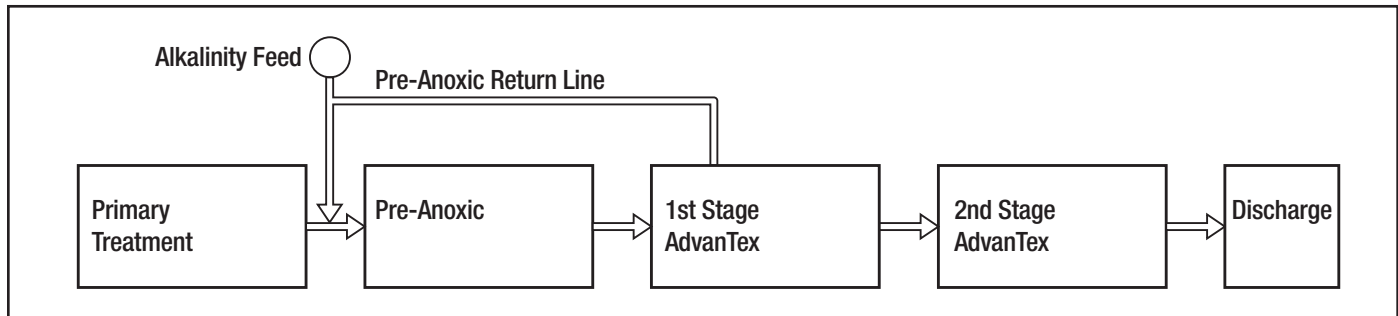 Alkalinity Feed
Pre-Anoxic Return Line
Primary
Treatment
Pre-Anoxic
1st Stage
AdvanTex
2nd Stage
AdvanTex
Discharge